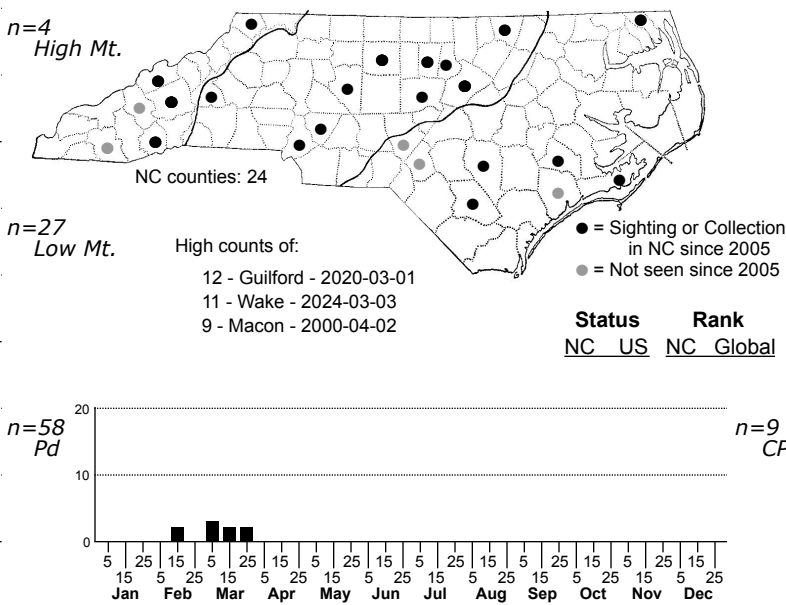 n=4
High Mt.
NC counties: 24
n=27
Low Mt.
High counts of:
12 - Guilford - 2020-03-01
11 - Wake - 2024-03-03
9 - Macon - 2000-04-02
● = Sighting or Collection
in NC since 2005
● = Not seen since 2005
Status Rank
NC US NC Global
n=58
Pd
n=9
CP
20
10
0
5 25 15 5 25 15 5 25 15 5 25 15 5 25 15 5 25 15
15 5 25 15 5 25 15 5 25 15 5 25 15 5 25 15 5 25
Jan Feb Mar Apr May Jun Jul Aug Sep Oct Nov Dec